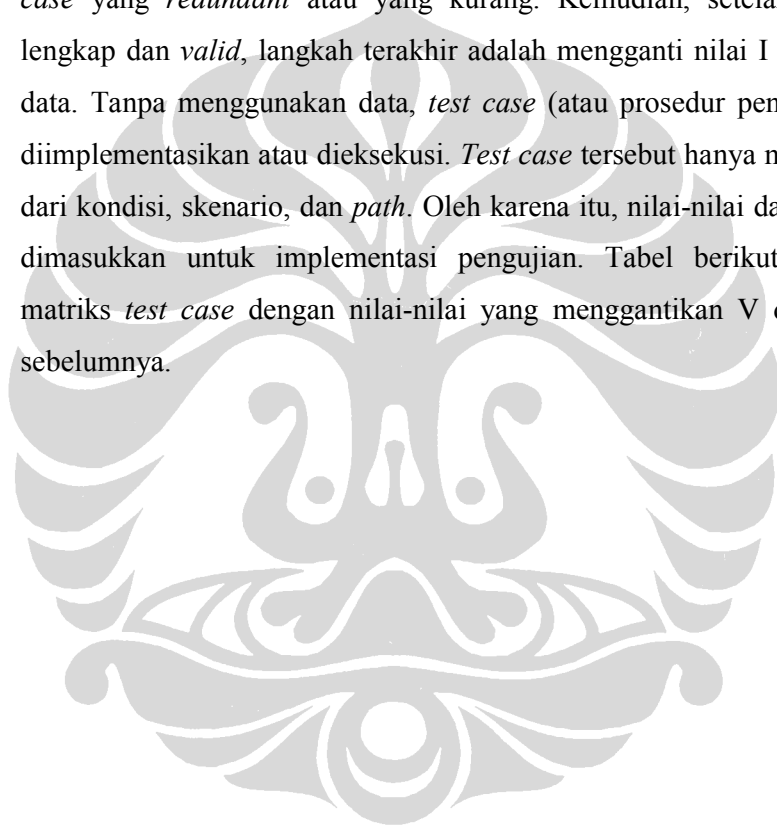 case yang redundant atau yang kurang. Kemudian, setela
lengkap dan valid, langkah terakhir adalah mengganti nilai I
data. Tanpa menggunakan data, test case (atau prosedur pen
diimplementasikan atau dieksekusi. Test case tersebut hanya m
dari kondisi, skenario, dan path. Oleh karena itu, nilai-nilai da
dimasukkan untuk implementasi pengujian. Tabel berikut
matriks test case dengan nilai-nilai yang menggantikan V d
sebelumnya.